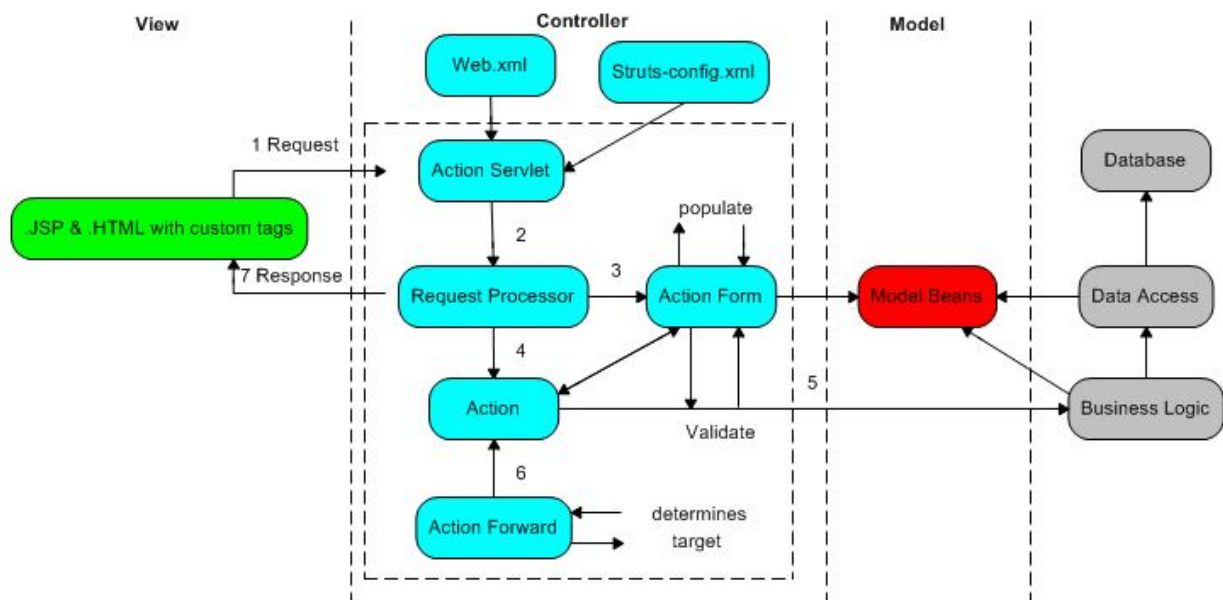 View
Controller
Model
Web.xml
Struts-config.xml
1 Request
Action Servlet
Database
.JSP & .HTML with custom tags
2
populate
7 Response
Request Processor
3
Action Form
Model Beans
Data Access
4
5
Action
Business Logic
Validate
6
Action Forward
determines
target